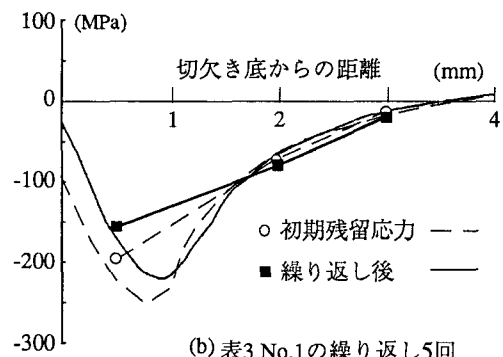 100 (MPa)
切欠き底からの距離 (mm)
0
1 2 3 4
-100
○ 初期残留応力
-200
■ 繰り返し後
-300
(b) 表3 No.1の繰り返し5回